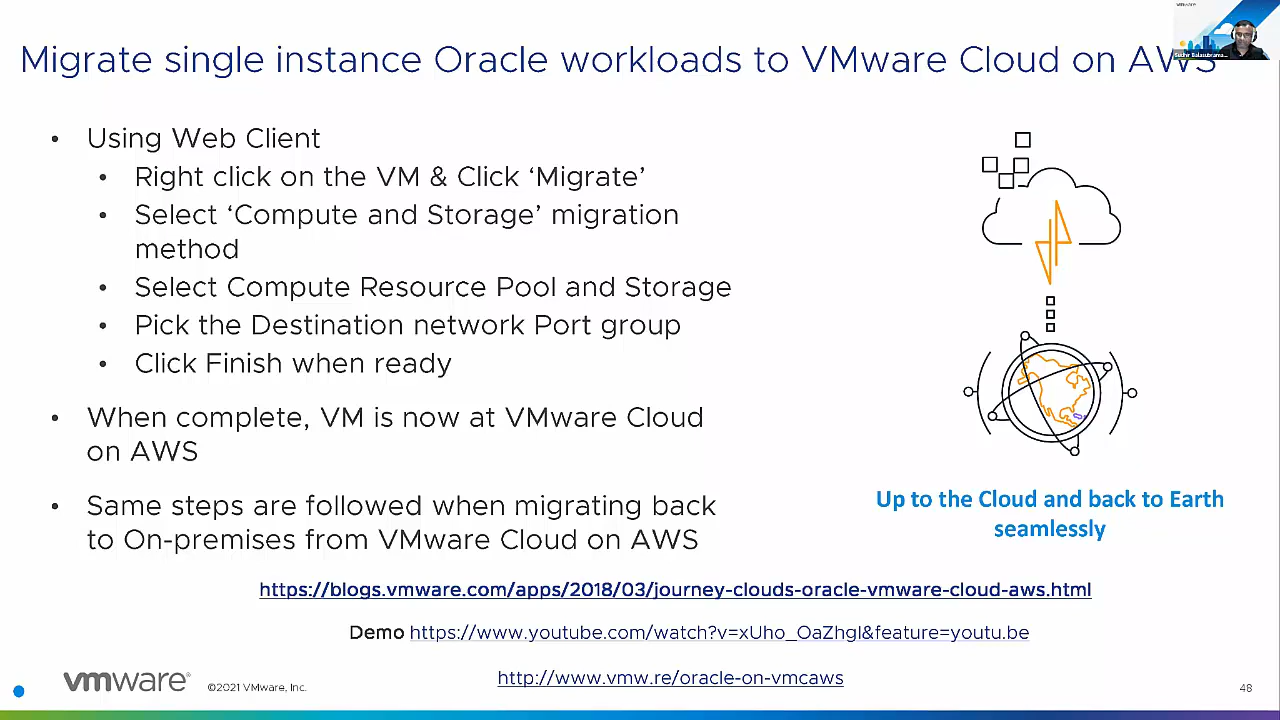 vmware
Migrate single instance Oracle workloads to VMware Cloud on AWS
• Using Web Client
• Right click on the VM & Click ‘Migrate’
• Select ‘Compute and Storage’ migration
method
• Select Compute Resource Pool and Storage
• Pick the Destination network Port group
• Click Finish when ready
• When complete, VM is now at VMware Cloud
on AWS
• Same steps are followed when migrating back
to On-premises from VMware Cloud on AWS
Up to the Cloud and back to Earth
seamlessly
https://blogs.vmware.com/apps/2018/03/journey-clouds-oracle-vmware-cloud-aws.html
Demo https://www.youtube.com/watch?v=xUho_OaZhgI&feature=youtu.be
http://www.vmw.re/oracle-on-vmcaws
vmware® ©2021 VMware, Inc.
48